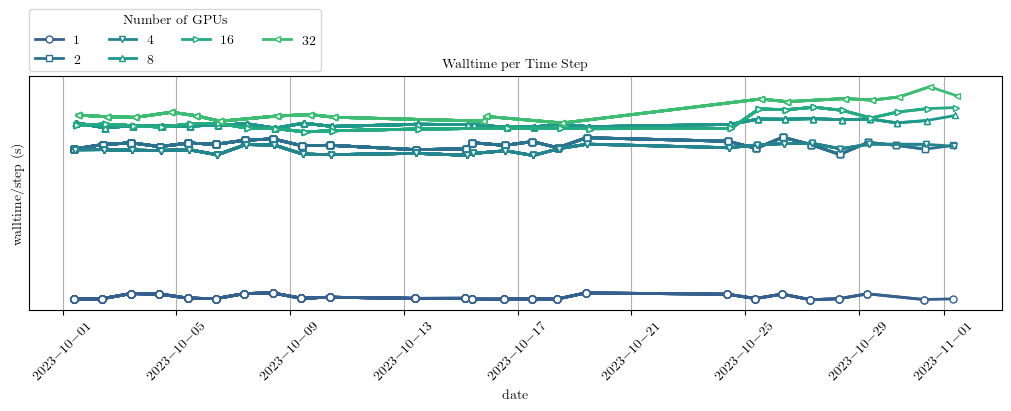 Number of GPUs
1 4 16 32
2 8
Walltime per Time Step
walltime/step (s)
2023−10−01 2023−10−05 2023−10−09 2023−10−13 2023−10−17 2023−10−21 2023−10−25 2023−10−29 2023−11−01
date